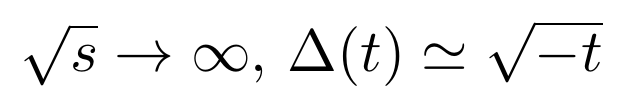 √s → ∞, Δ(t) ≃ √−t